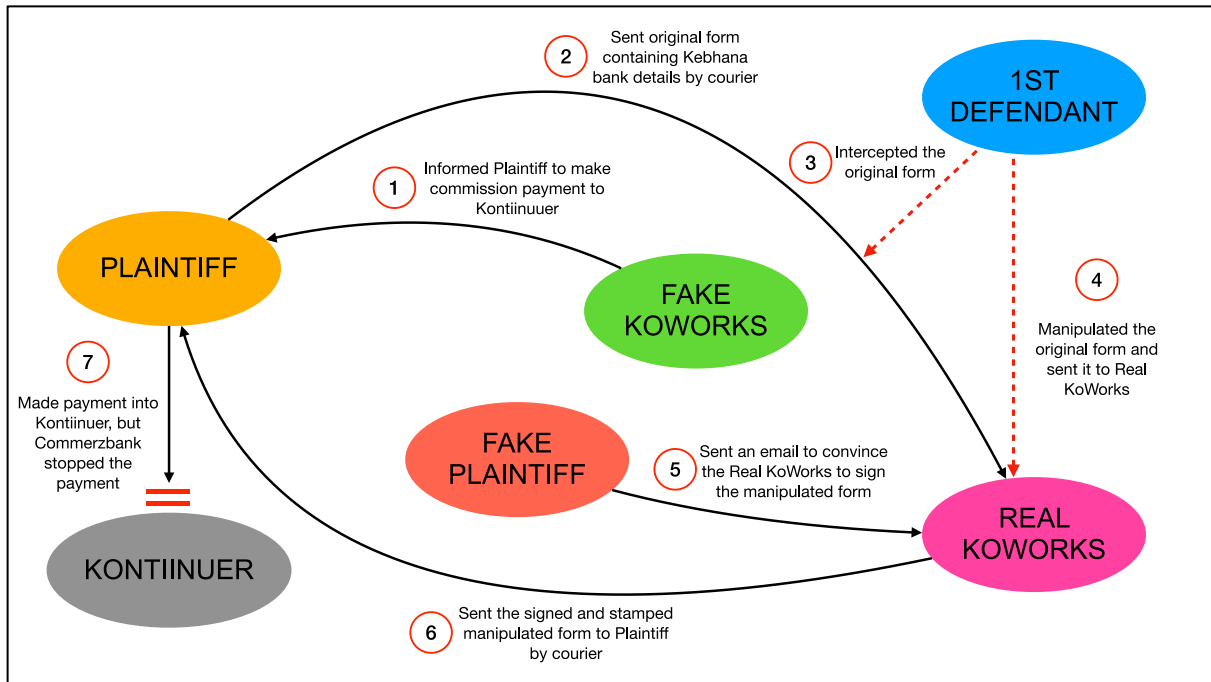 2
Sent original form
containing Kebhana
bank details by courier
1ST
DEFENDANT
3
Intercepted the
original form
1
Informed Plaintiff to make
commission payment to
Kontiinuuer
PLAINTIFF
FAKE
KOWORKS
4
Manipulated the
original form and
sent it to Real
KoWorks
7
Made payment into
Kontiinuer, but
Commerzbank
stopped the
payment
FAKE
PLAINTIFF
5
Sent an email to convince
the Real KoWorks to sign
the manipulated form
REAL
KOWORKS
KONTIINUER
6
Sent the signed and stamped
manipulated form to Plaintiff
by courier